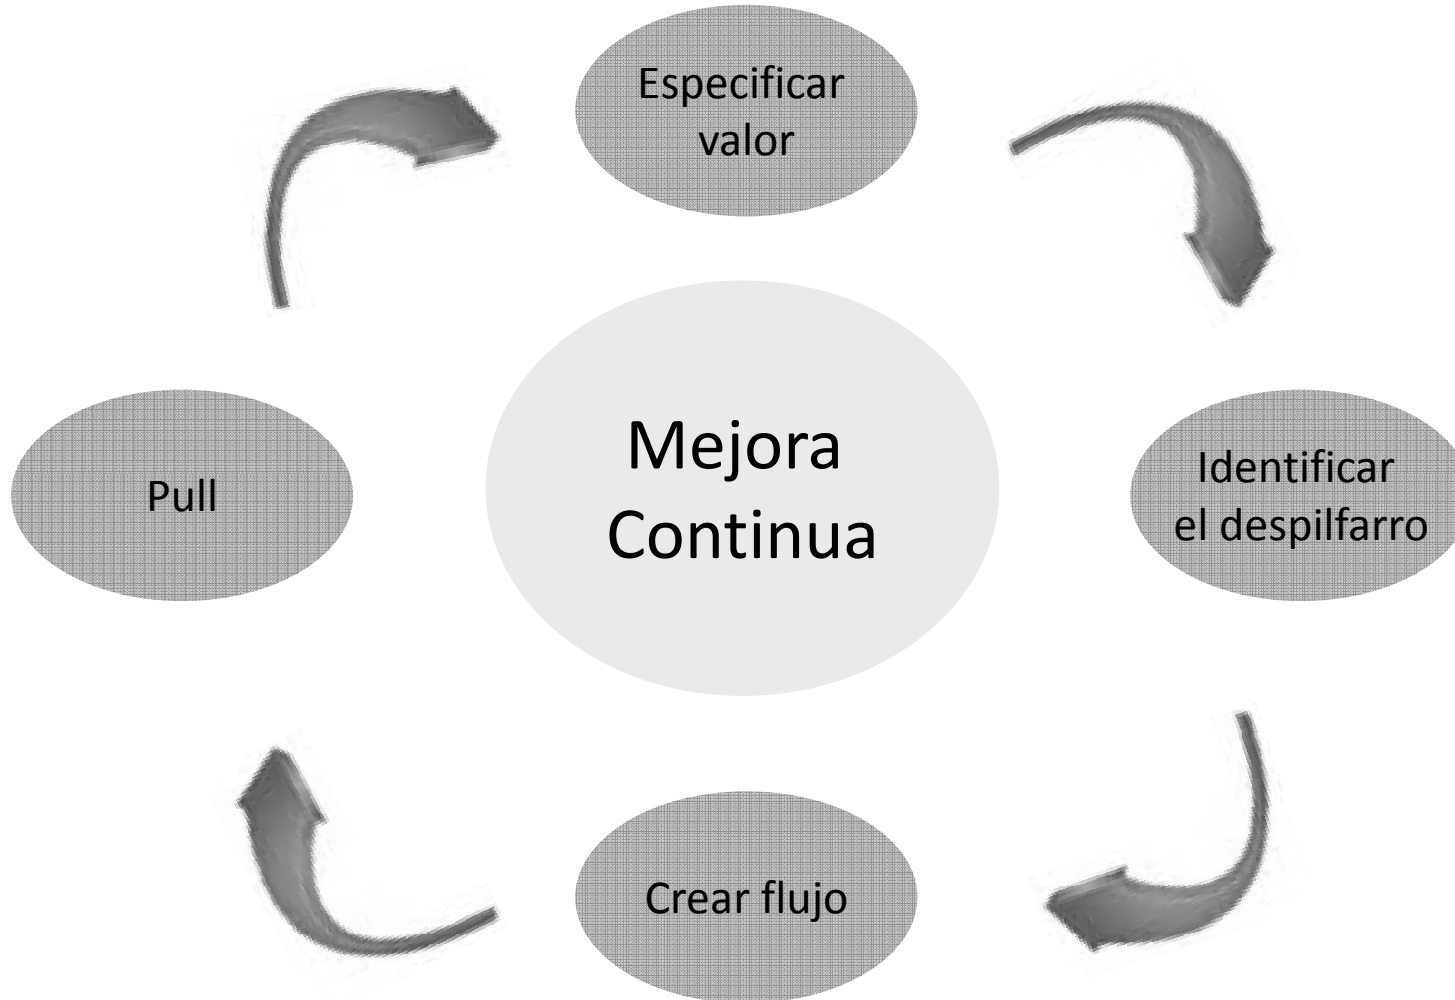 Especificar
valor
Mejora
Continua
Pull
Identificar
el despilfarro
Crear flujo